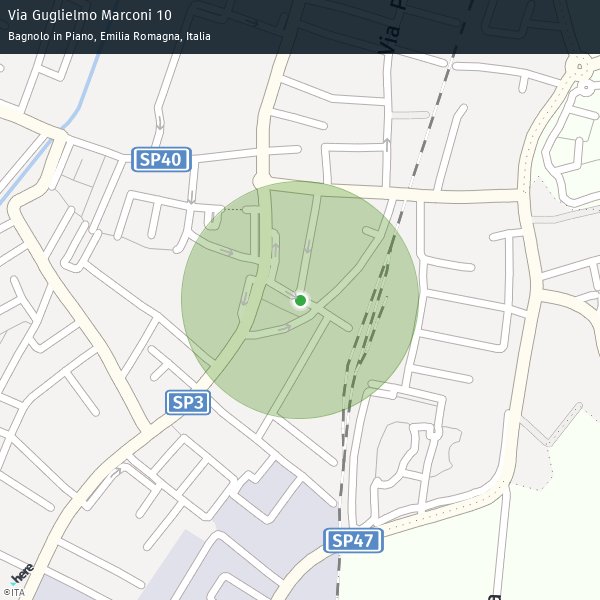 Via Guglielmo Marconi 10
Bagnolo in Piano, Emilia Romagna, Italia
Via
SP40
SP3
SP47
here
©ITA